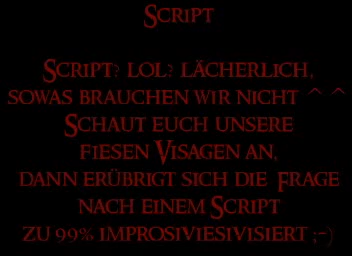 Script
Script? lol? lächerlich,
sowas brauchen wir nicht ^^
Schaut euch unsere
fiesen Visagen an,
dann erübrigt sich die Frage
nach einem Script
zu 99% improsiviesivisiert ;-)